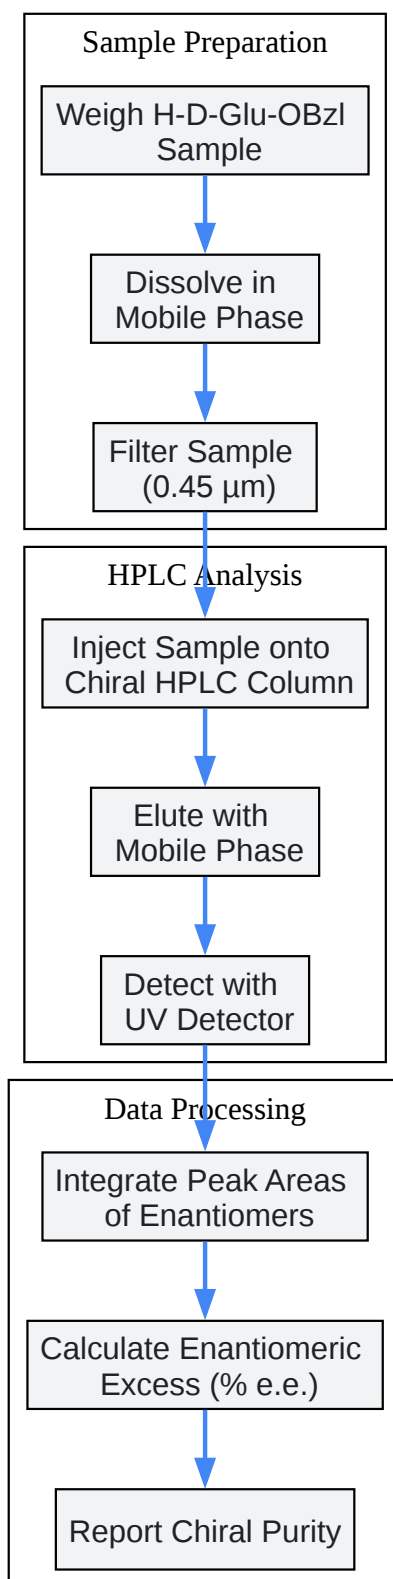 Sample Preparation
Weigh H-D-Glu-OBzl
Sample
Dissolve in
Mobile Phase
Filter Sample
(0.45 µm)
HPLC Analysis
Inject Sample onto
Chiral HPLC Column
Elute with
Mobile Phase
Detect with
UV Detector
Data Processing
Integrate Peak Areas
of Enantiomers
Calculate Enantiomeric
Excess (% e.e.)
Report Chiral Purity